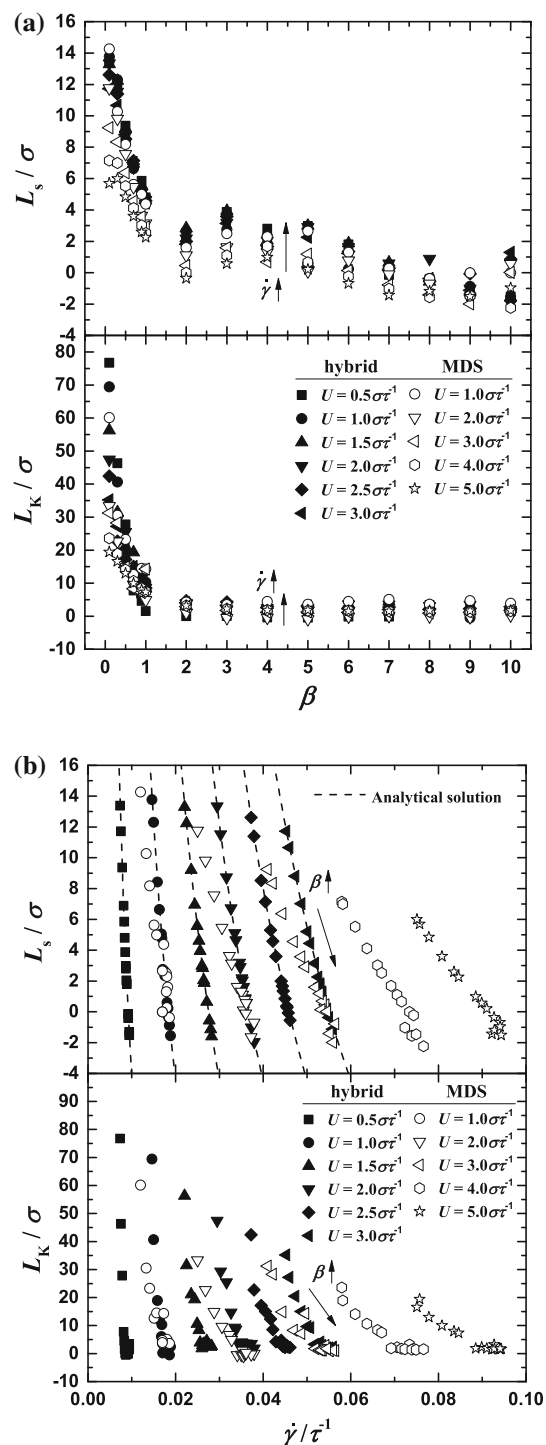 (a)
16
14
12
10
8
6
4
2
0
-2
-4
L_s / σ
γ̇
80
70
60
50
40
30
20
10
0
-10
L_K / σ
hybrid MDS
U = 0.5στ⁻¹ U = 1.0στ⁻¹
U = 1.0στ⁻¹ U = 2.0στ⁻¹
U = 1.5στ⁻¹ U = 3.0στ⁻¹
U = 2.0στ⁻¹ U = 4.0στ⁻¹
U = 2.5στ⁻¹ U = 5.0στ⁻¹
U = 3.0στ⁻¹
γ̇
0 1 2 3 4 5 6 7 8 9 10
β
(b)
16
14
12
10
8
6
4
2
0
-2
-4
L_s / σ
Analytical solution
β
90
80
70
60
50
40
30
20
10
0
-10
L_K / σ
hybrid MDS
U = 0.5στ⁻¹ U = 1.0στ⁻¹
U = 1.0στ⁻¹ U = 2.0στ⁻¹
U = 1.5στ⁻¹ U = 3.0στ⁻¹
U = 2.0στ⁻¹ U = 4.0στ⁻¹
U = 2.5στ⁻¹ U = 5.0στ⁻¹
U = 3.0στ⁻¹
β
0.00 0.02 0.04 0.06 0.08 0.10
γ̇ / τ⁻¹